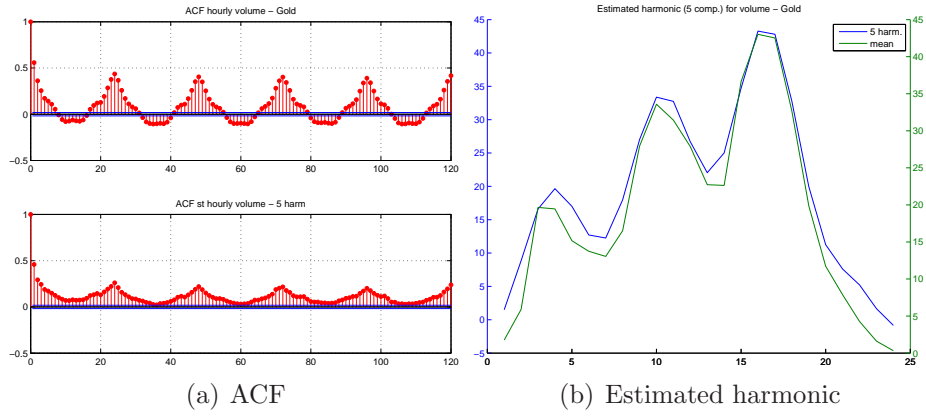 ACF hourly volume – Gold
1
0.5
0
−0.5
0 20 40 60 80 100 120
ACF st hourly volume – 5 harm
1
0.5
0
−0.5
0 20 40 60 80 100 120
(a) ACF
Estimated harmonic (5 comp.) for volume – Gold
45
40
35
30
25
20
15
10
5
0
−5
5 harm.
mean
45
40
35
30
25
20
15
10
5
0
0 5 10 15 20 25
(b) Estimated harmonic